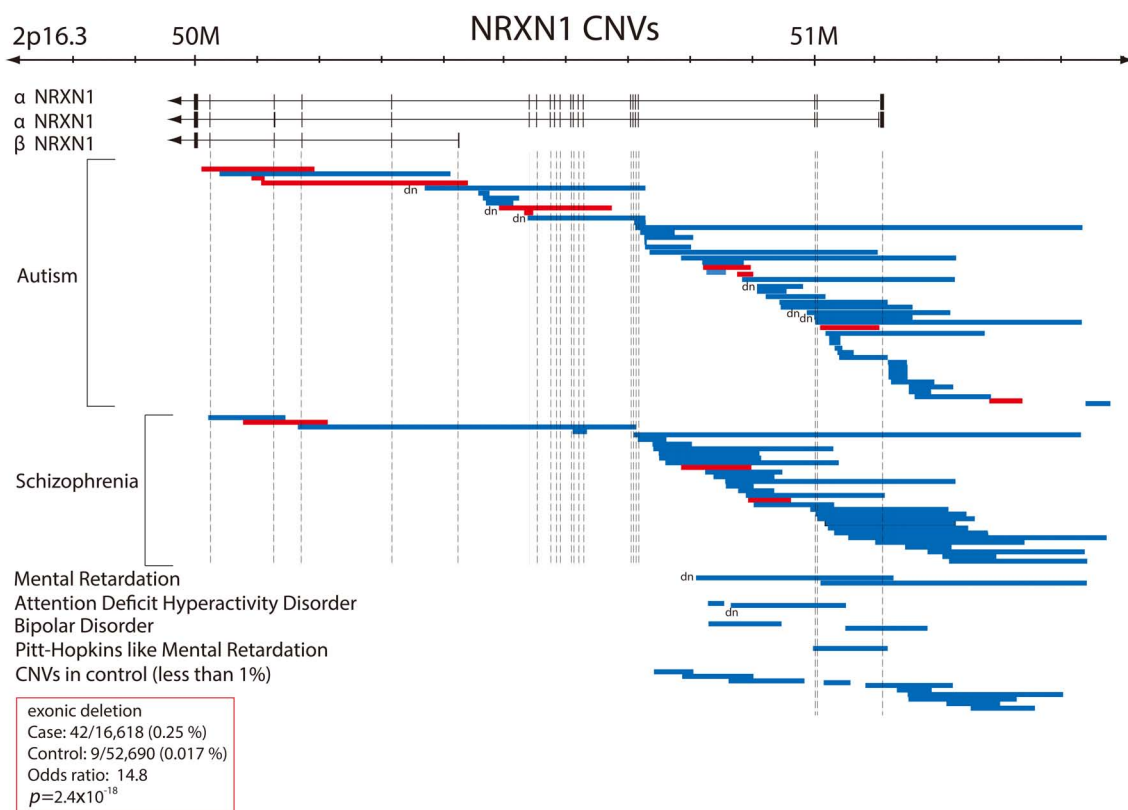 NRXN1 CNVs
2p16.3 50M 51M
α NRXN1
α NRXN1
β NRXN1
dn
dn
dn
Autism
dn
dn
dn
Schizophrenia
Mental Retardation
dn
Attention Deficit Hyperactivity Disorder
dn
Bipolar Disorder
Pitt-Hopkins like Mental Retardation
CNVs in control (less than 1%)
exonic deletion
Case: 42/16,618 (0.25 %)
Control: 9/52,690 (0.017 %)
Odds ratio: 14.8
p=2.4x10⁻¹⁸